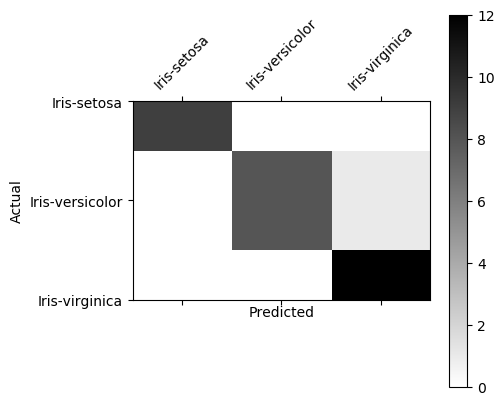 Iris-setosa
Iris-versicolor
Iris-virginica
12
10
8
6
4
2
0
Iris-setosa
Iris-versicolor
Iris-virginica
Actual
Predicted